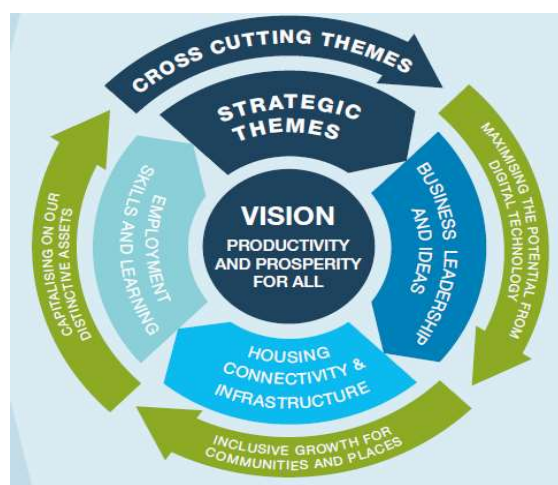 CROSS CUTTING THEMES
STRATEGIC
THEMES
MAXIMISING THE POTENTIAL FROM
DIGITAL TECHNOLOGY
BUSINESS LEADERSHIP
AND IDEAS
VISION
PRODUCTIVITY
AND PROSPERITY
FOR ALL
EMPLOYMENT
SKILLS AND LEARNING
CAPITALISING ON OUR
DISTINCTIVE ASSETS
HOUSING
CONNECTIVITY &
INFRASTRUCTURE
INCLUSIVE GROWTH FOR
COMMUNITIES AND PLACES